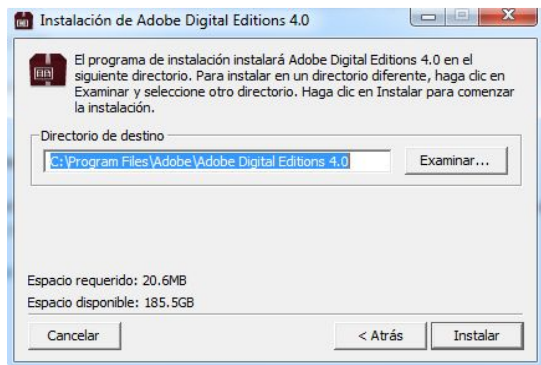 Instalación de Adobe Digital Editions 4.0
El programa de instalación instalará Adobe Digital Editions 4.0 en el
siguiente directorio. Para instalar en un directorio diferente, haga clic en
Examinar y seleccione otro directorio. Haga clic en Instalar para comenzar
la instalación.
Directorio de destino
C:\Program Files\Adobe\Adobe Digital Editions 4.0
Examinar...
Espacio requerido: 20.6MB
Espacio disponible: 185.5GB
Cancelar
< Atrás
Instalar